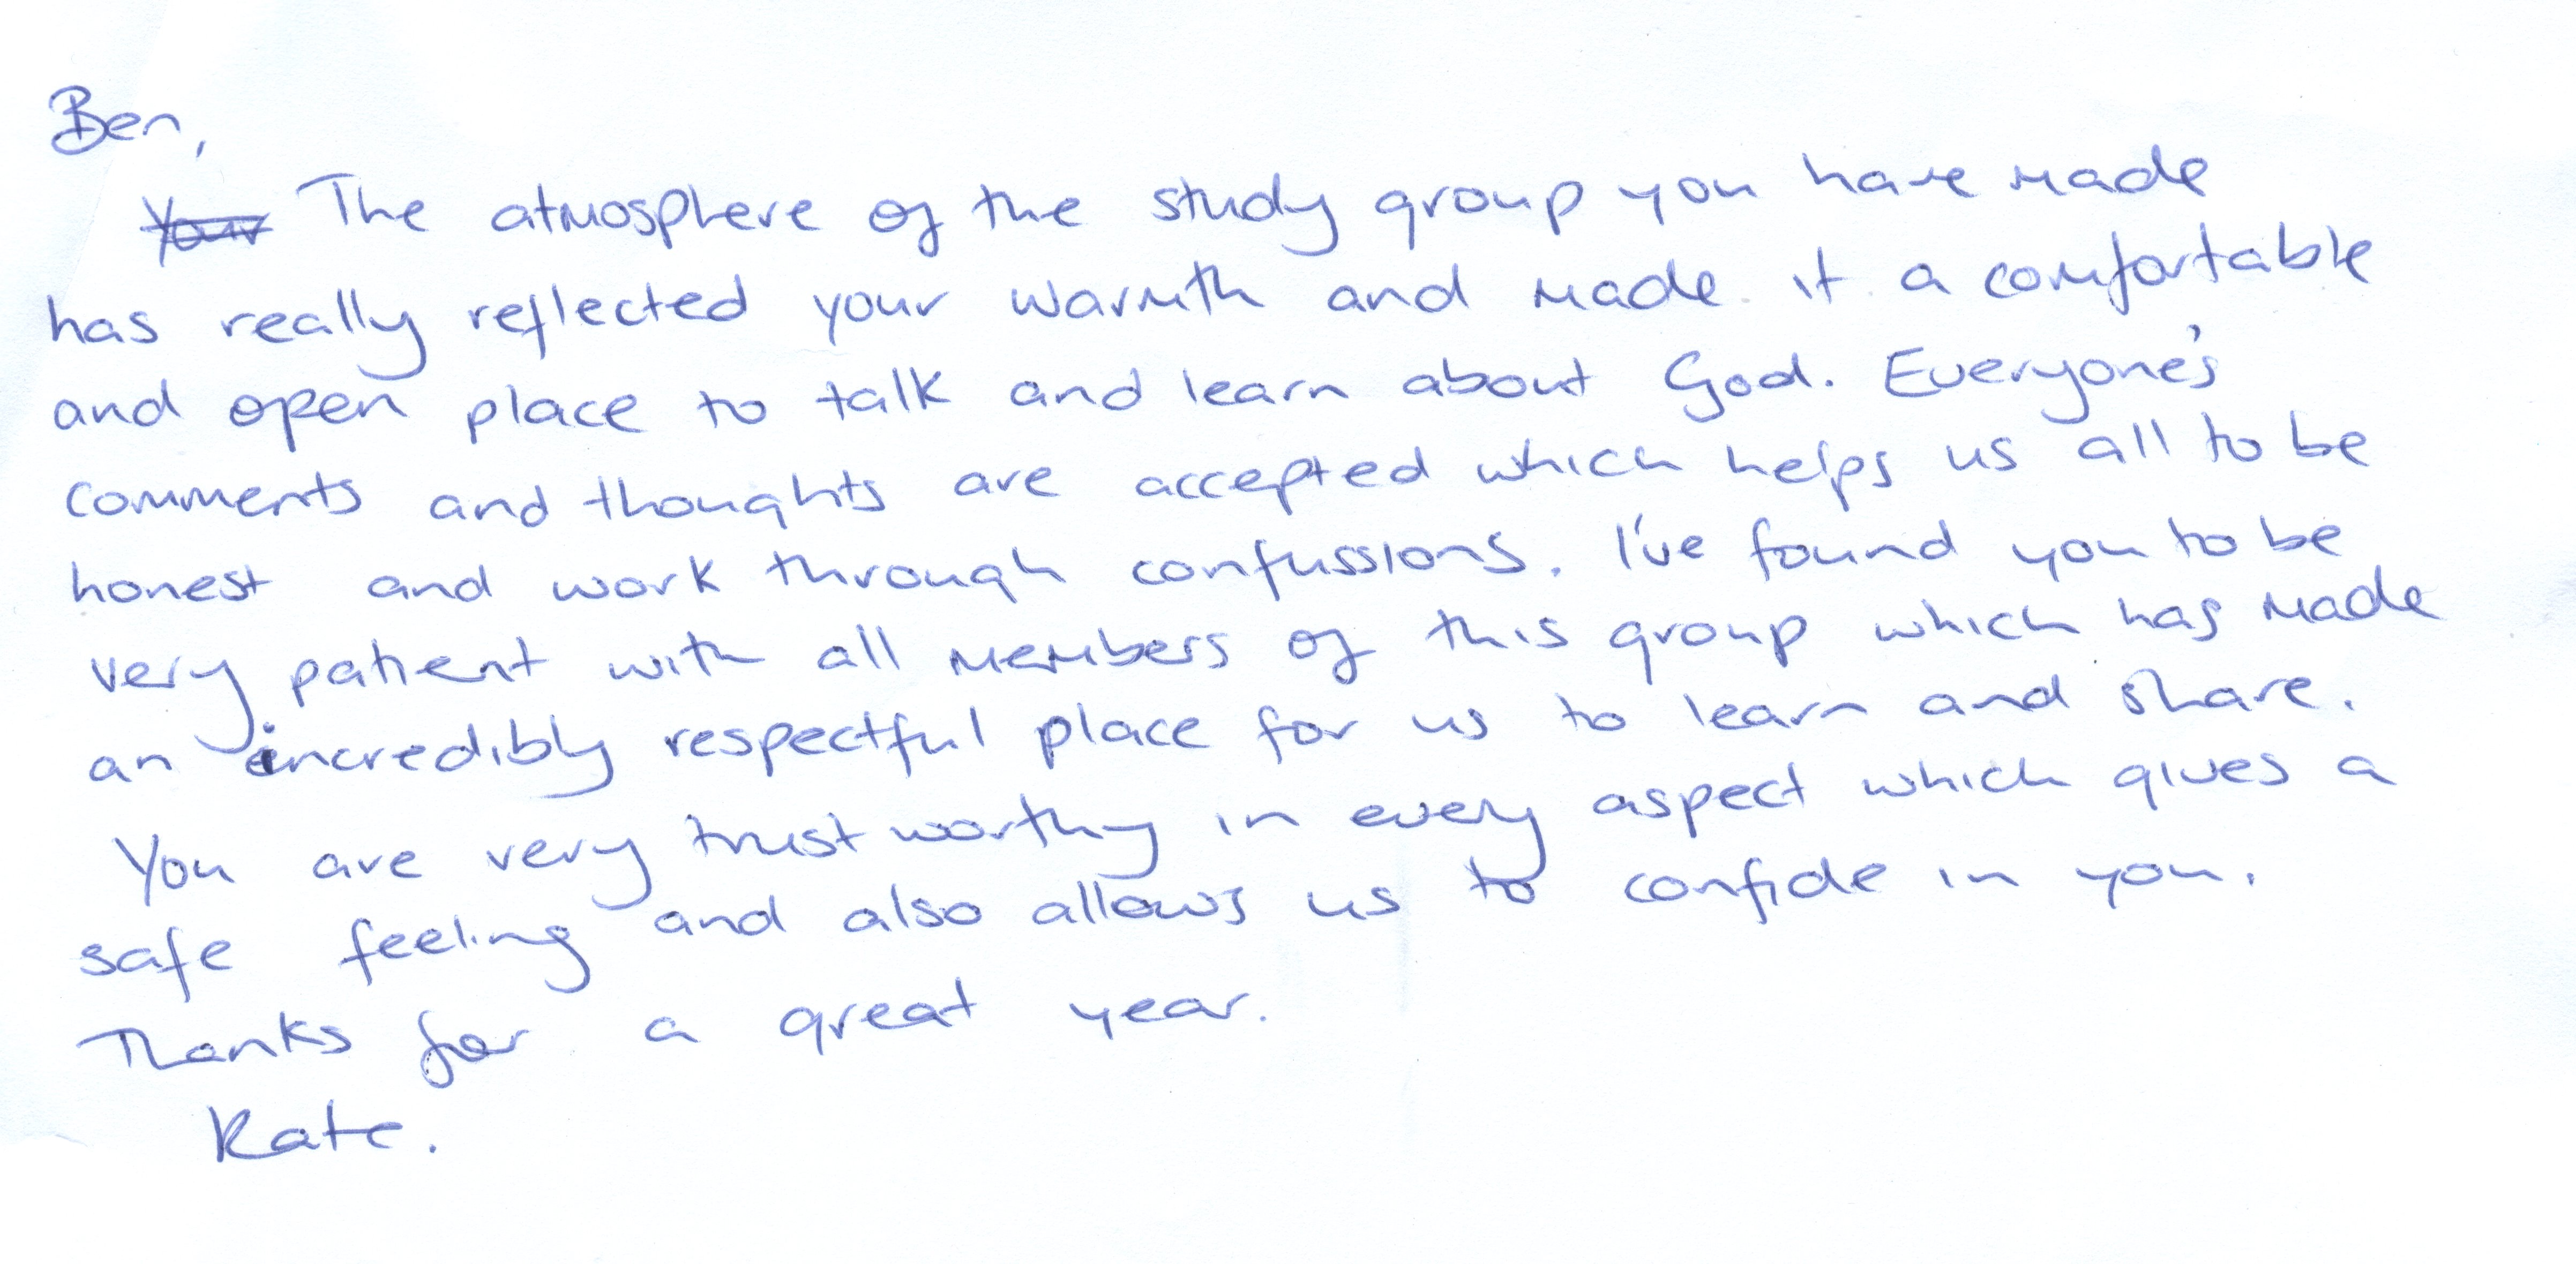 Ben,
Your The atmosphere of the study group you have made
has really reflected your warmth and made it a comfortable
and open place to talk and learn about God. Everyone's
comments and thoughts are accepted which helps us all to be
honest and work through confussions. I've found you to be
very patient with all members of this group which has made
an incredibly respectful place for us to learn and share.
You are very trustworthy in every aspect which gives a
safe feeling and also allows us to confide in you.
Thanks for a great year.
Kate.